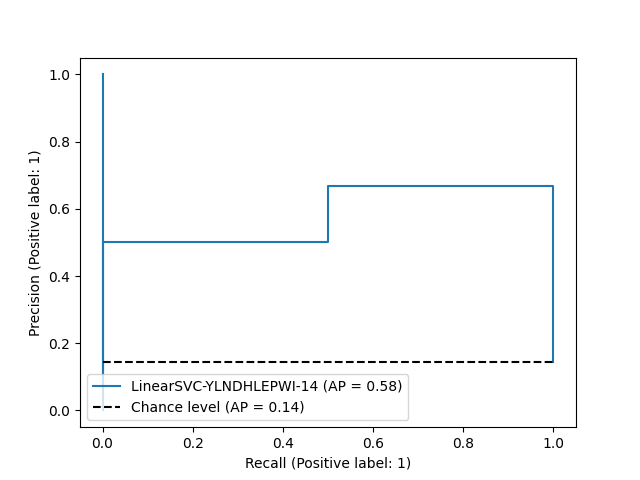 Precision (Positive label: 1)
1.0
0.8
0.6
0.4
0.2
0.0
LinearSVC-YLNDHLEPWI-14 (AP = 0.58)
Chance level (AP = 0.14)
0.0 0.2 0.4 0.6 0.8 1.0
Recall (Positive label: 1)